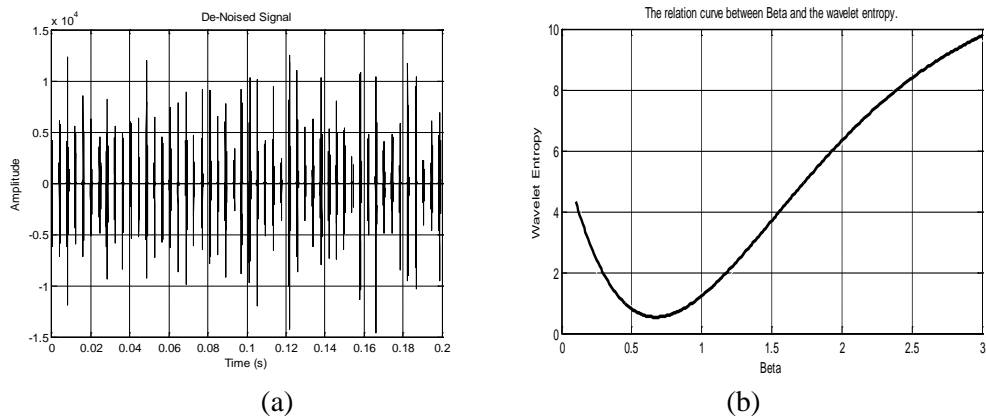 De-Noised Signal
x 10⁴
1.5
1
0.5
0
-0.5
-1
-1.5
Amplitude
0 0.02 0.04 0.06 0.08 0.1 0.12 0.14 0.16 0.18 0.2
Time (s)
(a)
The relation curve between Beta and the wavelet entropy.
10
8
6
4
2
0
Wavelet Entropy
0 0.5 1 1.5 2 2.5 3
Beta
(b)